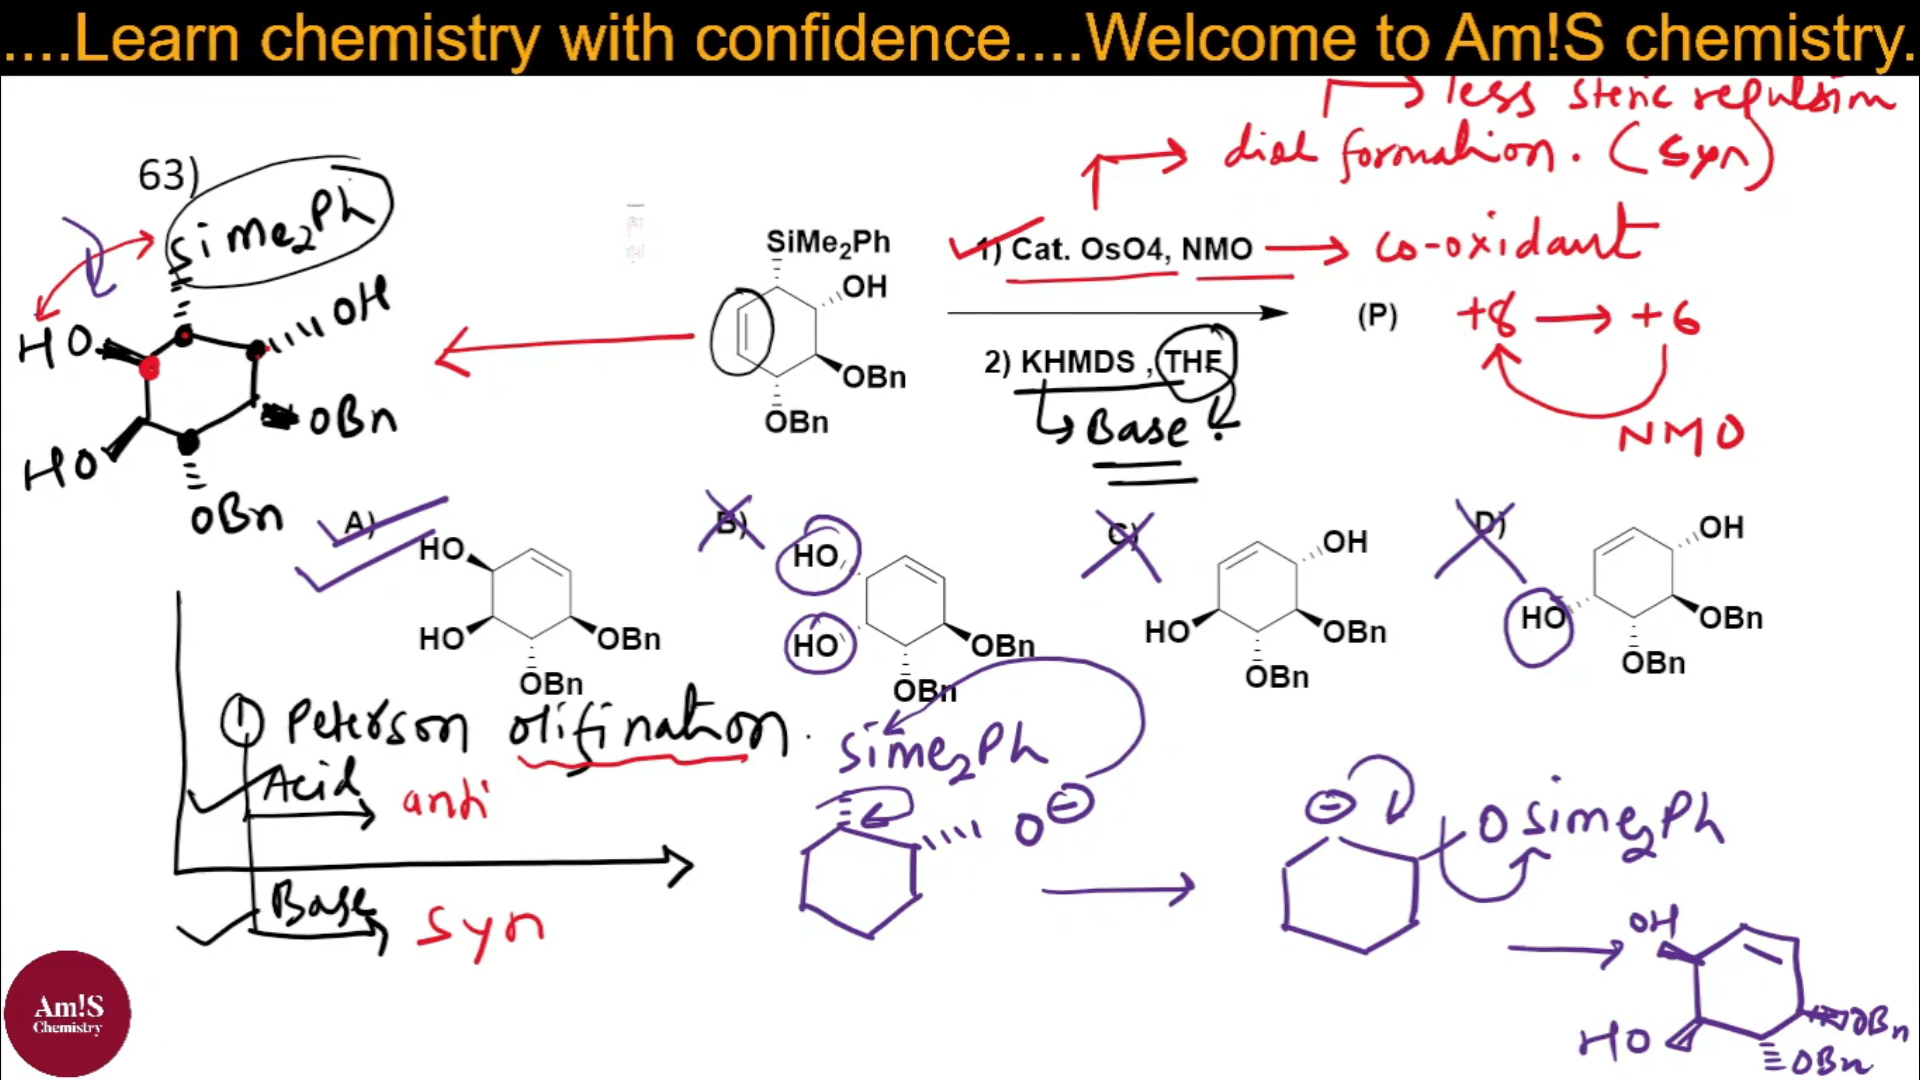 ....Learn chemistry with confidence....Welcome to Am!S chemistry.
less steric repulsion
diol formation. (syn)
63)
SiMe2Ph
HO
OH
OBn
HO
OBn
SiMe2Ph
OH
OBn
OBn
1) Cat. OsO4, NMO
co-oxidant
2) KHMDS , THF
Base
(P)
+8 → +6
NMO
A)
HO
HO
OBn
OBn
B)
HO
HO
OBn
OBn
C)
OH
HO
OBn
OBn
D)
OH
HO
OBn
OBn
① Peterson olifination.
Acid
anti
Base
syn
Sime2Ph
O⊖
⊖
OSime2Ph
OH
HO
OBn
OBn
Am!S
Chemistry